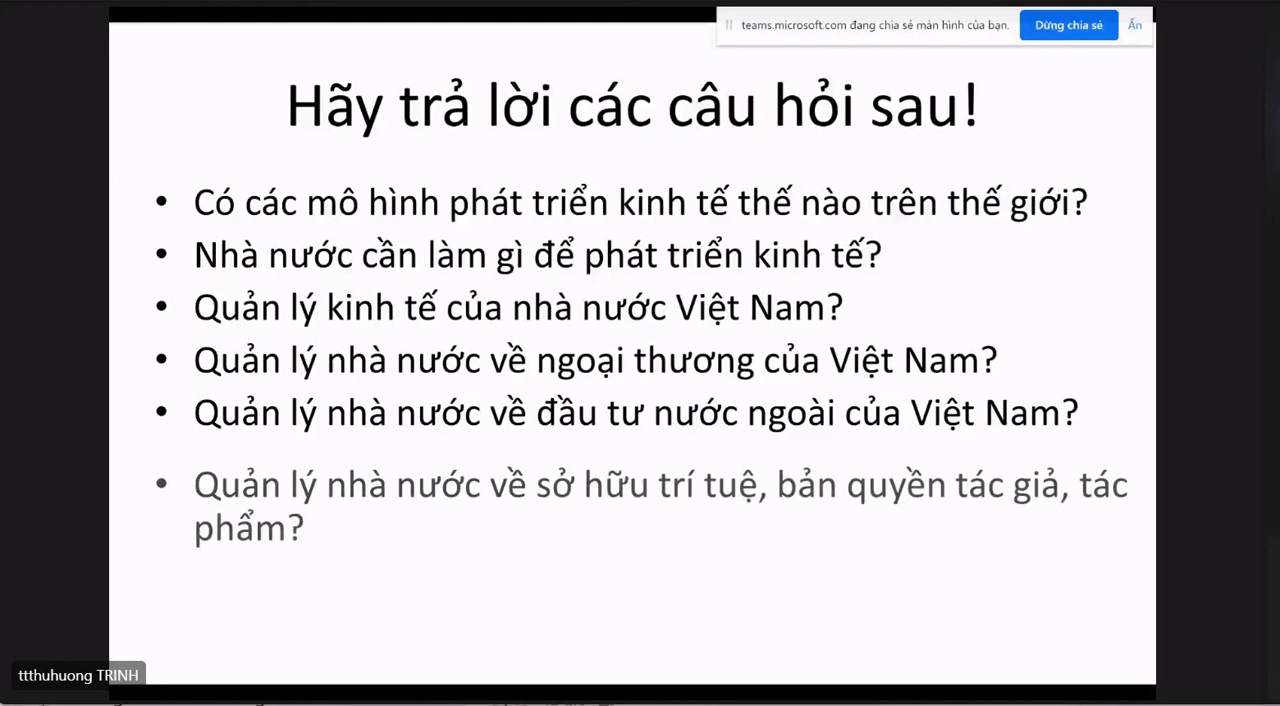 teams.microsoft.com đang chia sẻ màn hình của bạn. Dừng chia sẻ Ẩn
Hãy trả lời các câu hỏi sau!
• Có các mô hình phát triển kinh tế thế nào trên thế giới?
• Nhà nước cần làm gì để phát triển kinh tế?
• Quản lý kinh tế của nhà nước Việt Nam?
• Quản lý nhà nước về ngoại thương của Việt Nam?
• Quản lý nhà nước về đầu tư nước ngoài của Việt Nam?
• Quản lý nhà nước về sở hữu trí tuệ, bản quyền tác giả, tác
phẩm?
ttthuhuong TRINH